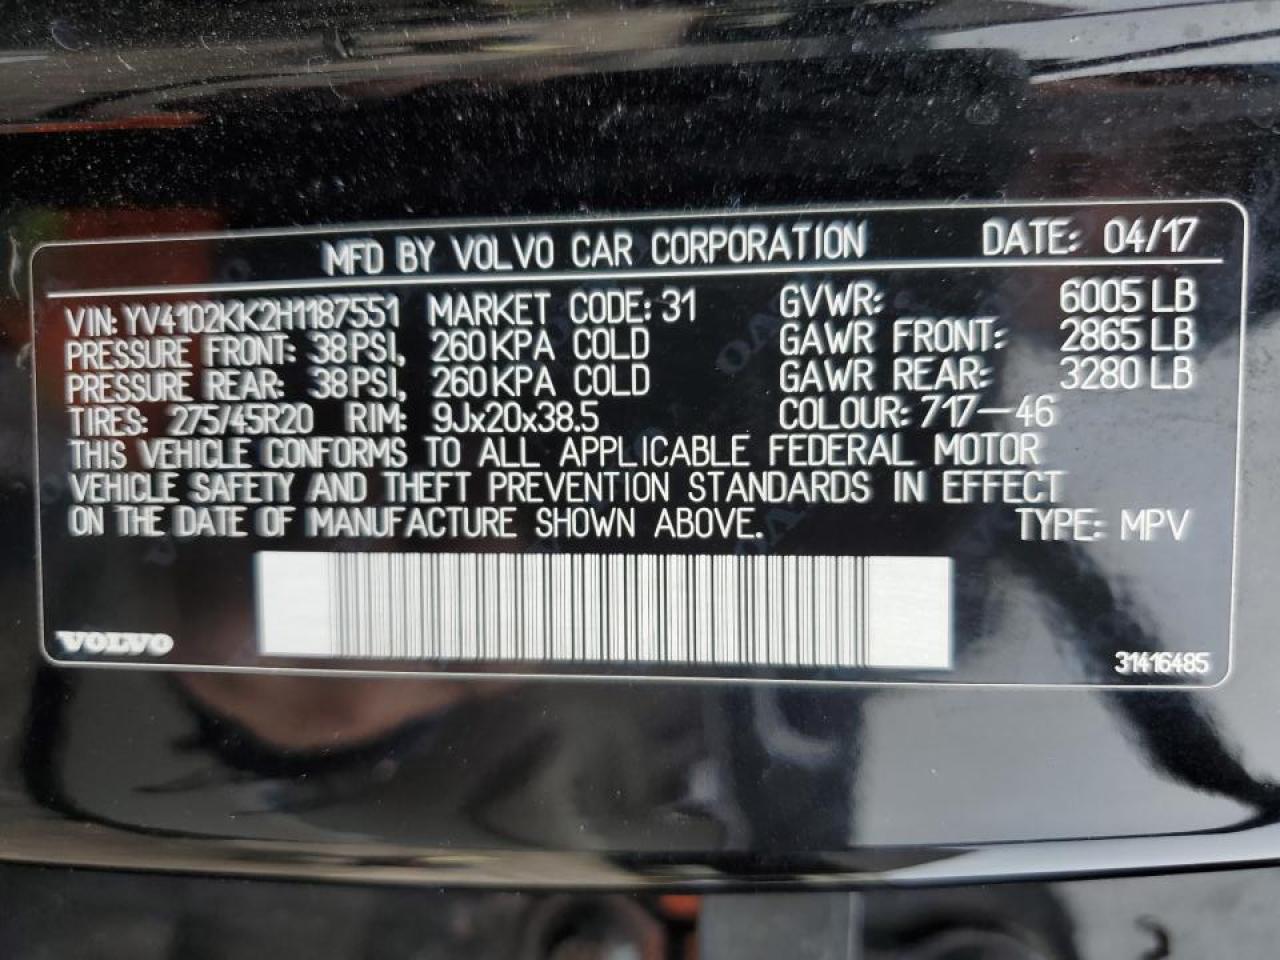 MFD BY VOLVO CAR CORPORATION DATE: 04/17
VIN: YV4102KK2H1187551 MARKET CODE: 31 GVWR: 6005 LB
PRESSURE FRONT: 38 PSI, 260 KPA COLD GAWR FRONT: 2865 LB
PRESSURE REAR: 38 PSI, 260 KPA COLD GAWR REAR: 3280 LB
TIRES: 275/45R20 RIM: 9Jx20x38.5 COLOUR: 717-46
THIS VEHICLE CONFORMS TO ALL APPLICABLE FEDERAL MOTOR
VEHICLE SAFETY AND THEFT PREVENTION STANDARDS IN EFFECT
ON THE DATE OF MANUFACTURE SHOWN ABOVE. TYPE: MPV
VOLVO 31416485